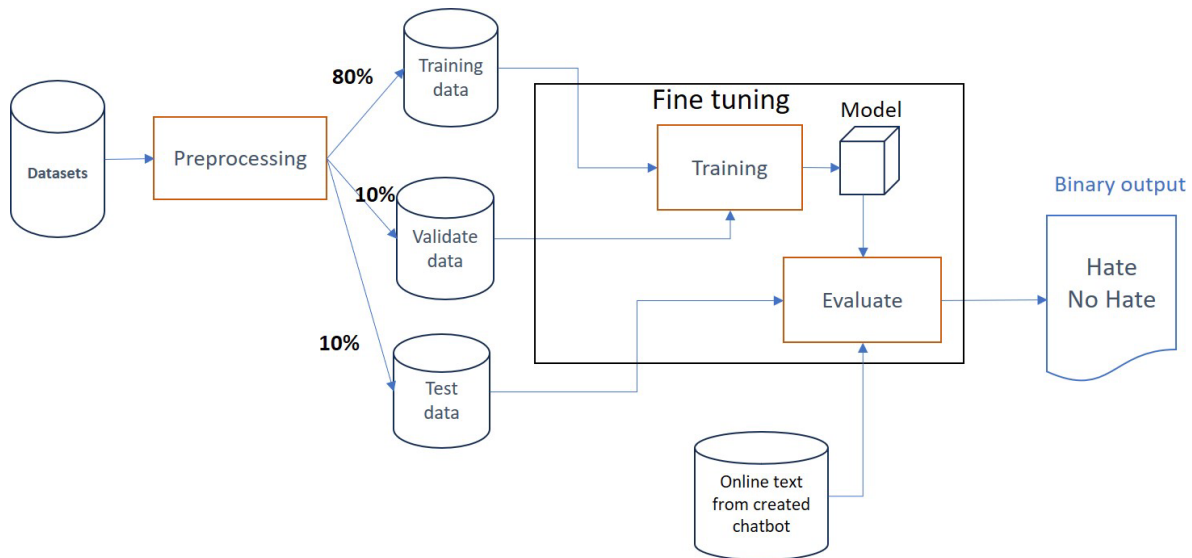 Datasets
Preprocessing
80%
10%
10%
Training
data
Validate
data
Test
data
Fine tuning
Training
Model
Evaluate
Online text
from created
chatbot
Binary output
Hate
No Hate